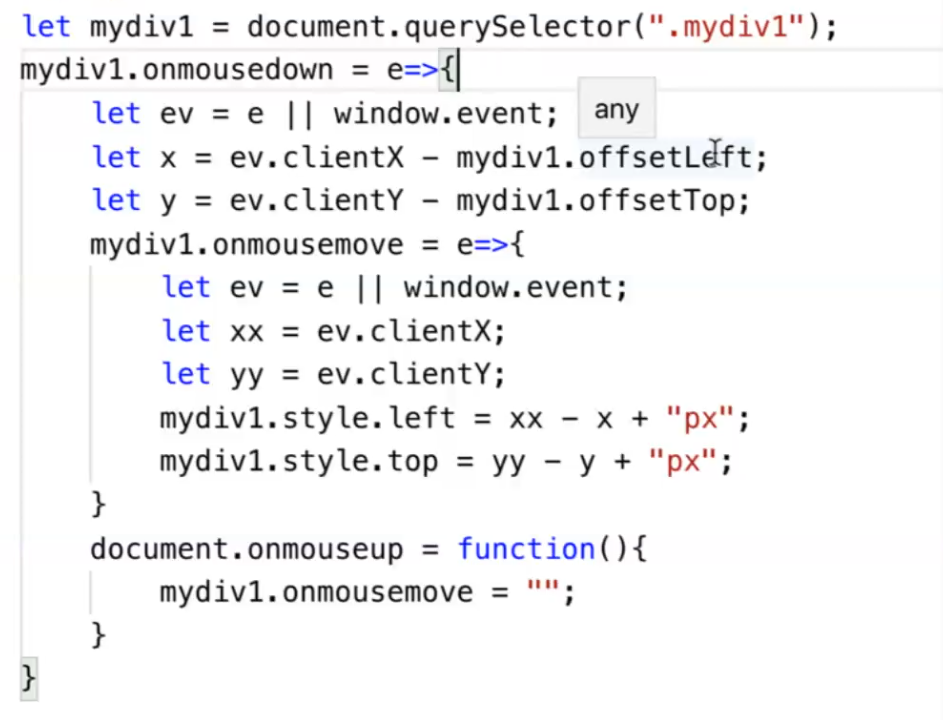 let mydiv1 = document.querySelector(".mydiv1");
mydiv1.onmousedown = e=>{
    let ev = e || window.event;
any
    let x = ev.clientX - mydiv1.offsetLeft;
    let y = ev.clientY - mydiv1.offsetTop;
    mydiv1.onmousemove = e=>{
        let ev = e || window.event;
        let xx = ev.clientX;
        let yy = ev.clientY;
        mydiv1.style.left = xx - x + "px";
        mydiv1.style.top = yy - y + "px";
    }
    document.onmouseup = function(){
        mydiv1.onmousemove = "";
    }
}